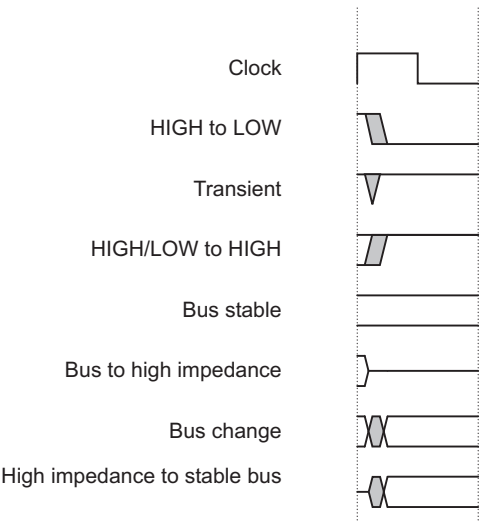 Clock
HIGH to LOW
Transient
HIGH/LOW to HIGH
Bus stable
Bus to high impedance
Bus change
High impedance to stable bus